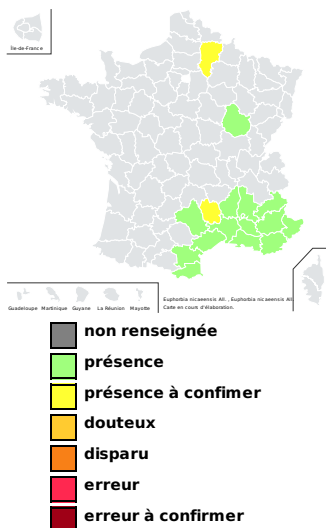 Île-de-France
Guadeloupe Martinique Guyane La Réunion Mayotte
Euphorbia nicaeensis All. , Euphorbia nicaeensis All.
Carte en cours d'élaboration.
non renseignée
présence
présence à confimer
douteux
disparu
erreur
erreur à confirmer